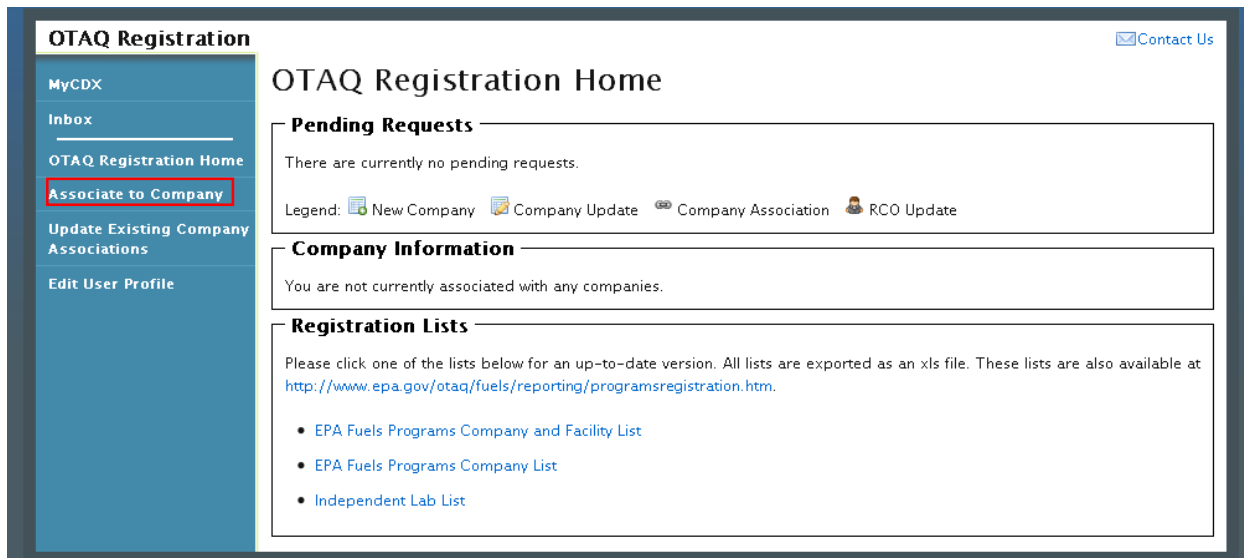 OTAQ Registration
Contact Us
MyCDX
Inbox
OTAQ Registration Home
Associate to Company
Update Existing Company
Associations
Edit User Profile
OTAQ Registration Home
Pending Requests
There are currently no pending requests.
Legend: New Company Company Update Company Association RCO Update
Company Information
You are not currently associated with any companies.
Registration Lists
Please click one of the lists below for an up-to-date version. All lists are exported as an xls file. These lists are also available at
http://www.epa.gov/otaq/fuels/reporting/programsregistration.htm.
• EPA Fuels Programs Company and Facility List
• EPA Fuels Programs Company List
• Independent Lab List